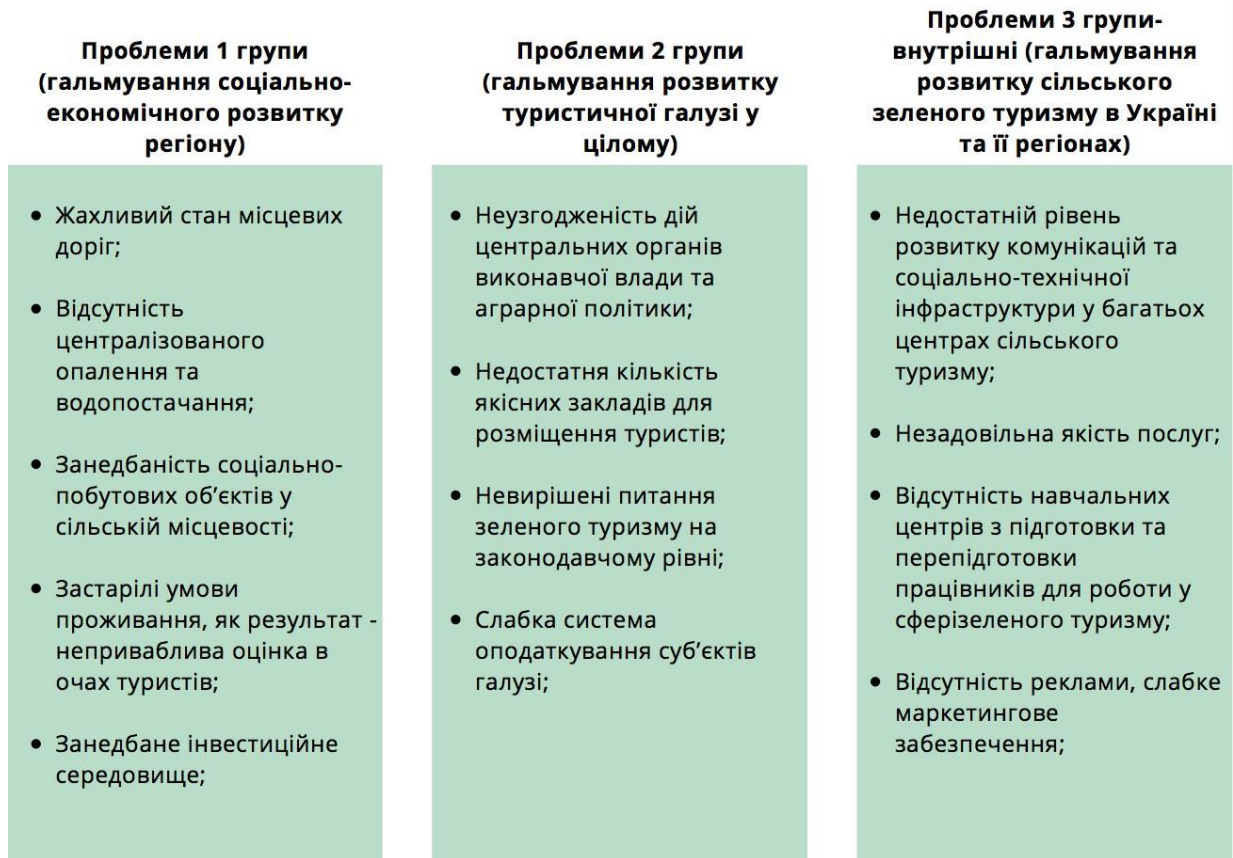 Проблеми 1 групи
(гальмування соціально-
економічного розвитку
регіону)
• Жахливий стан місцевих
доріг;
• Відсутність
централізованого
опалення та
водопостачання;
• Занедбаність соціально-
побутових об’єктів у
сільській місцевості;
• Застарілі умови
проживання, як результат -
неприваблива оцінка в
очах туристів;
• Занедбане інвестиційне
середовище;
Проблеми 2 групи
(гальмування розвитку
туристичної галузі у
цілому)
• Неузгодженість дій
центральних органів
виконавчої влади та
аграрної політики;
• Недостатня кількість
якісних закладів для
розміщення туристів;
• Невирішені питання
зеленого туризму на
законодавчому рівні;
• Слабка система
оподаткування суб’єктів
галузі;
Проблеми 3 групи-
внутрішні (гальмування
розвитку сільського
зеленого туризму в Україні
та її регіонах)
• Недостатній рівень
розвитку комунікацій та
соціально-технічної
інфраструктури у багатьох
центрах сільського
туризму;
• Незадовільна якість послуг;
• Відсутність навчальних
центрів з підготовки та
перепідготовки
працівників для роботи у
сферізеленого туризму;
• Відсутність реклами, слабке
маркетингове
забезпечення;